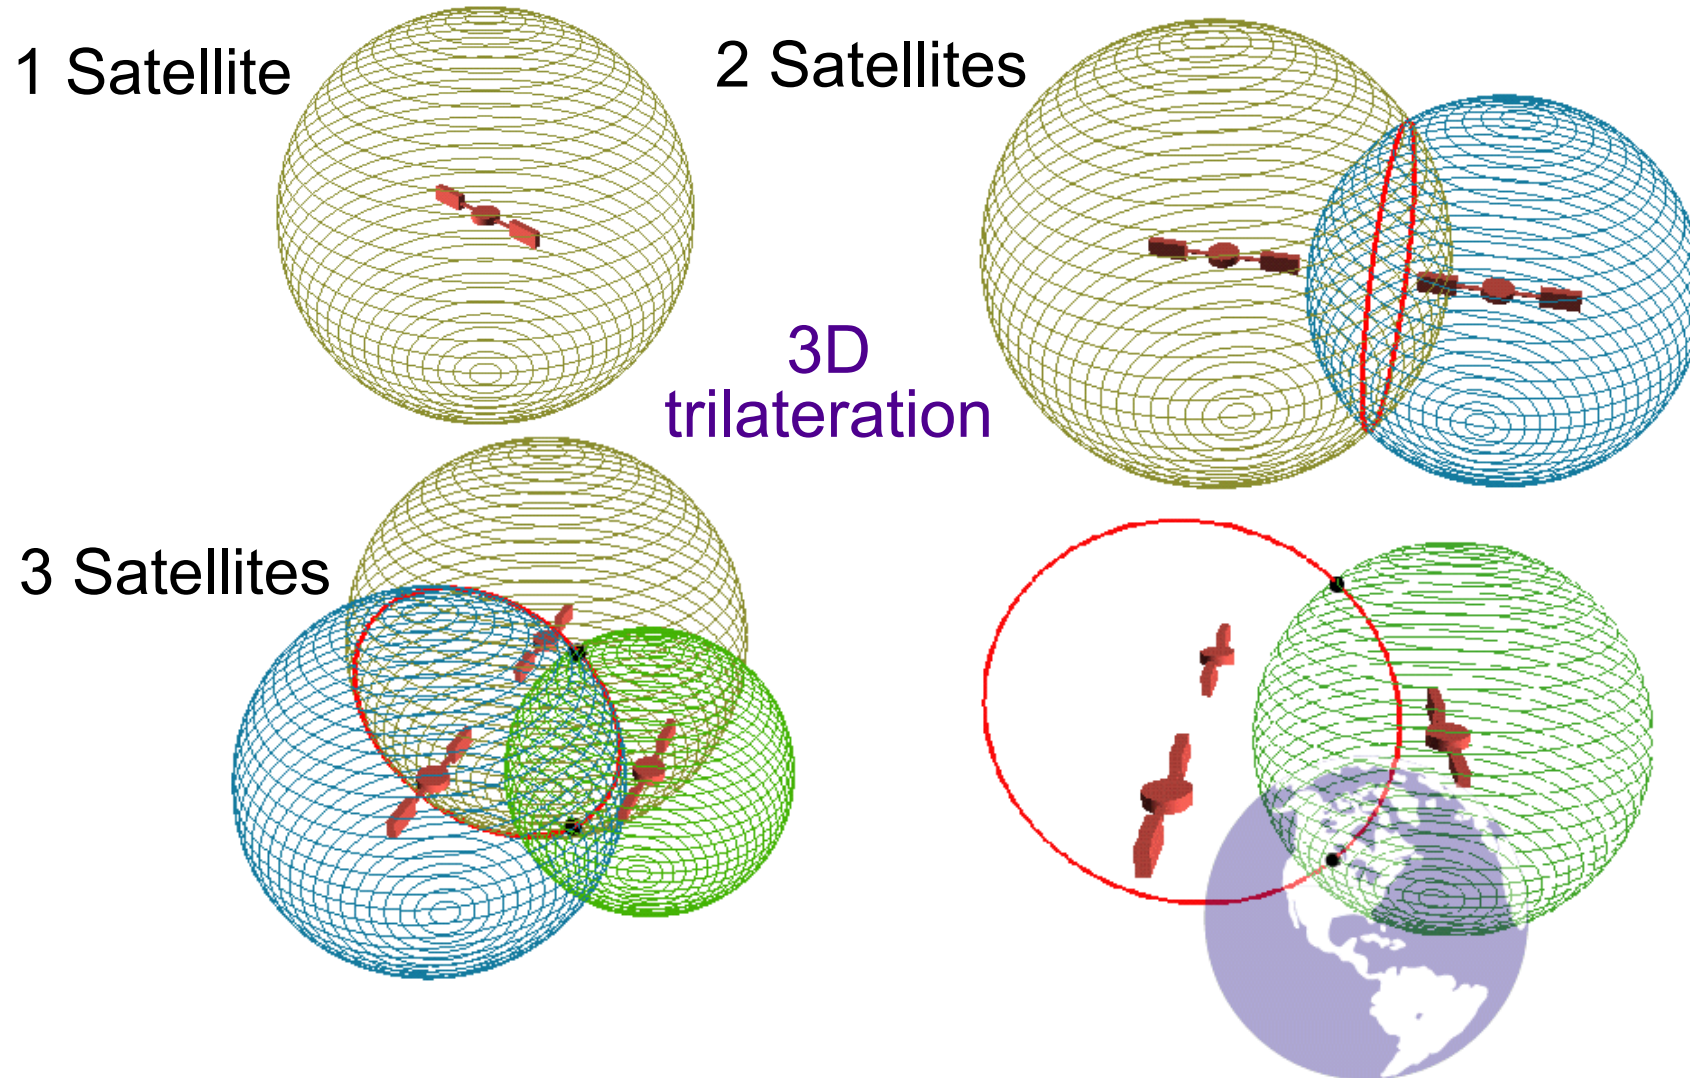 1 Satellite
2 Satellites
3D
trilateration
3 Satellites